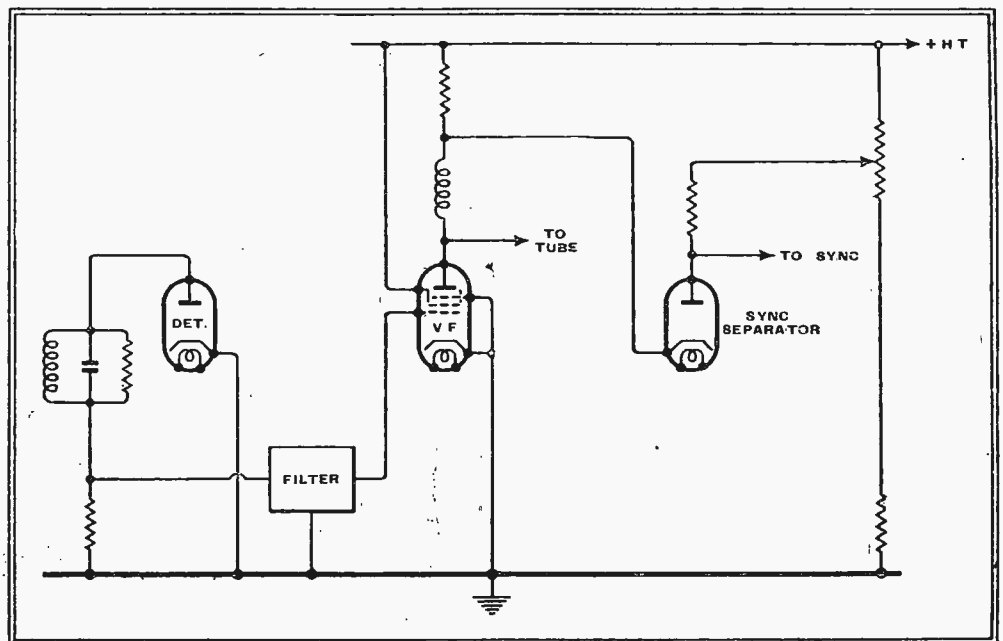 +HT
TO
TUBE
TO SYNC
DET.
VF
SYNC
SEPARATOR
FILTER